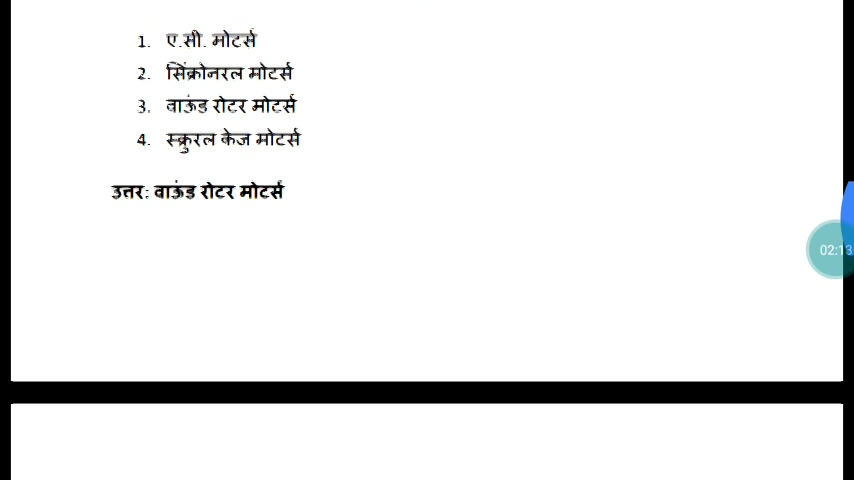 1. ए.सी. मोटर्स
2. सिंक्रोनरल मोटर्स
3. वाऊंड रोटर मोटर्स
4. स्क्रुरल केज मोटर्स
उत्तर: वाऊंड रोटर मोटर्स
02:13